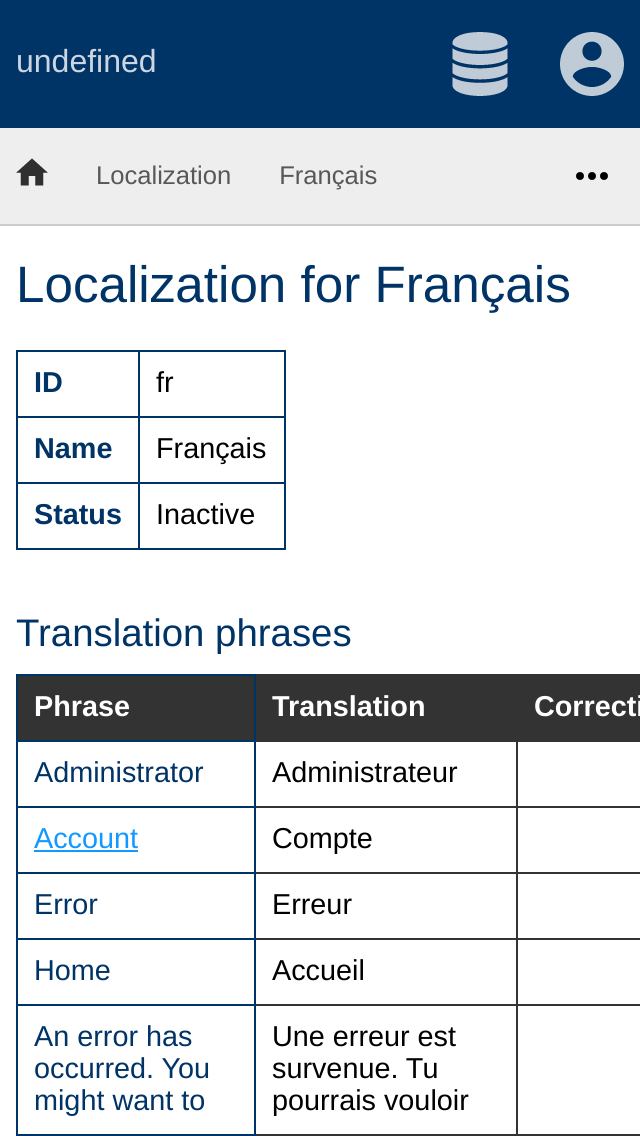 undefined
Localization Français
Localization for Français
ID fr
Name Français
Status Inactive
Translation phrases
Phrase Translation Correcti
Administrator Administrateur
Account Compte
Error Erreur
Home Accueil
An error has Une erreur est
occurred. You survenue. Tu
might want to pourrais vouloir